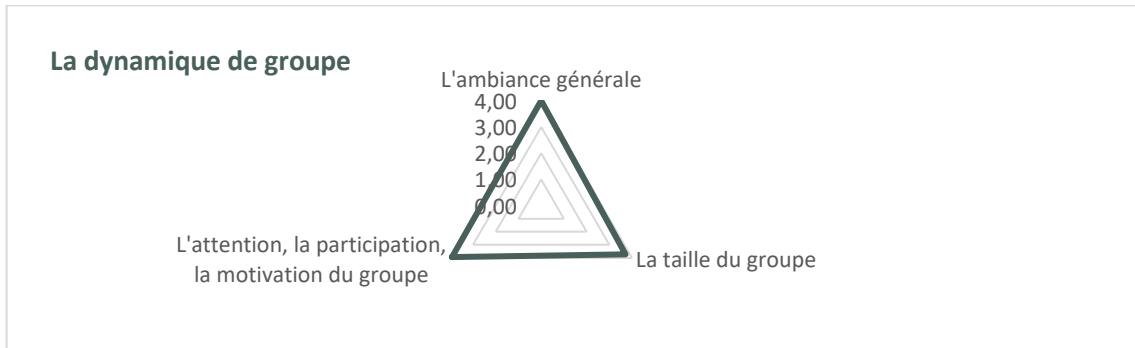 La dynamique de groupe
L'ambiance générale
4,00
3,00
2,00
1,00
0,00
L'attention, la participation,
la motivation du groupe
La taille du groupe